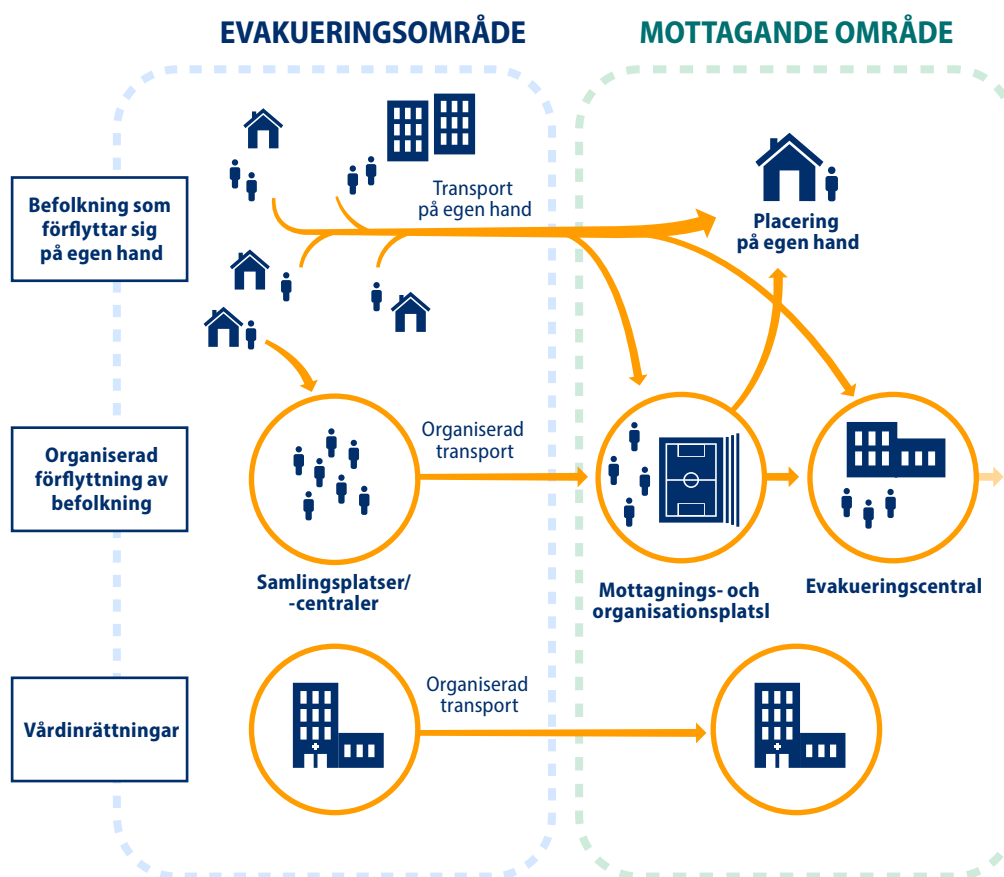 EVAKUERINGSOMRÅDE
MOTTAGANDE OMRÅDE
Befolkning som
förflyttar sig
på egen hand
Transport
på egen hand
Placering
på egen hand
Organiserad
förflyttning av
befolkning
Organiserad
transport
Samlingsplatser/
-centraler
Mottagnings- och
organisationsplatsl
Evakueringscentral
Vårdinrättningar
Organiserad
transport